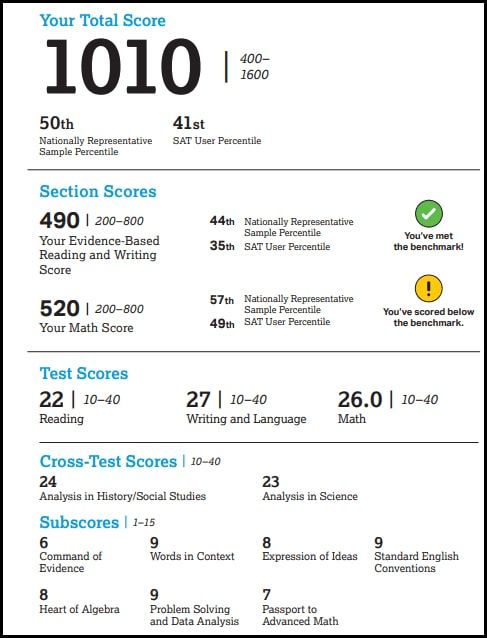 Your Total Score
1010 | 400–
1600
50th
Nationally Representative
Sample Percentile
41st
SAT User Percentile
Section Scores
490 | 200–800
Your Evidence-Based
Reading and Writing
Score
44th Nationally Representative
Sample Percentile
35th SAT User Percentile
You've met
the benchmark!
520 | 200–800
Your Math Score
57th Nationally Representative
Sample Percentile
49th SAT User Percentile
!
You've scored below
the benchmark.
Test Scores
22 | 10–40
Reading
27 | 10–40
Writing and Language
26.0 | 10–40
Math
Cross-Test Scores | 10–40
24
Analysis in History/Social Studies
23
Analysis in Science
Subscores | 1–15
6
Command of
Evidence
9
Words in Context
8
Expression of Ideas
9
Standard English
Conventions
8
Heart of Algebra
9
Problem Solving
and Data Analysis
7
Passport to
Advanced Math